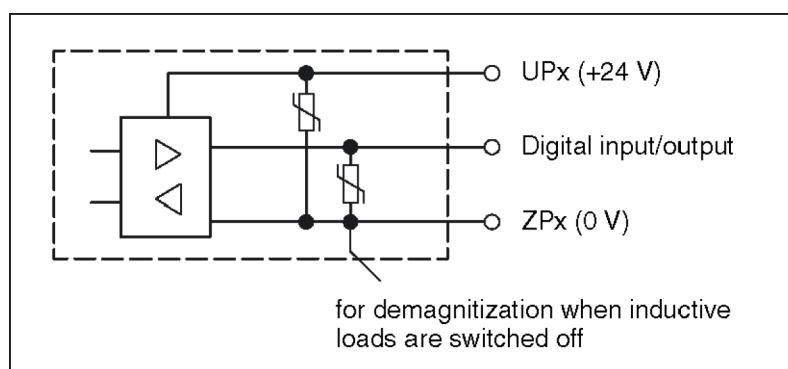 UPx (+24 V)
Digital input/output
ZPx (0 V)
for demagnitization when inductive
loads are switched off